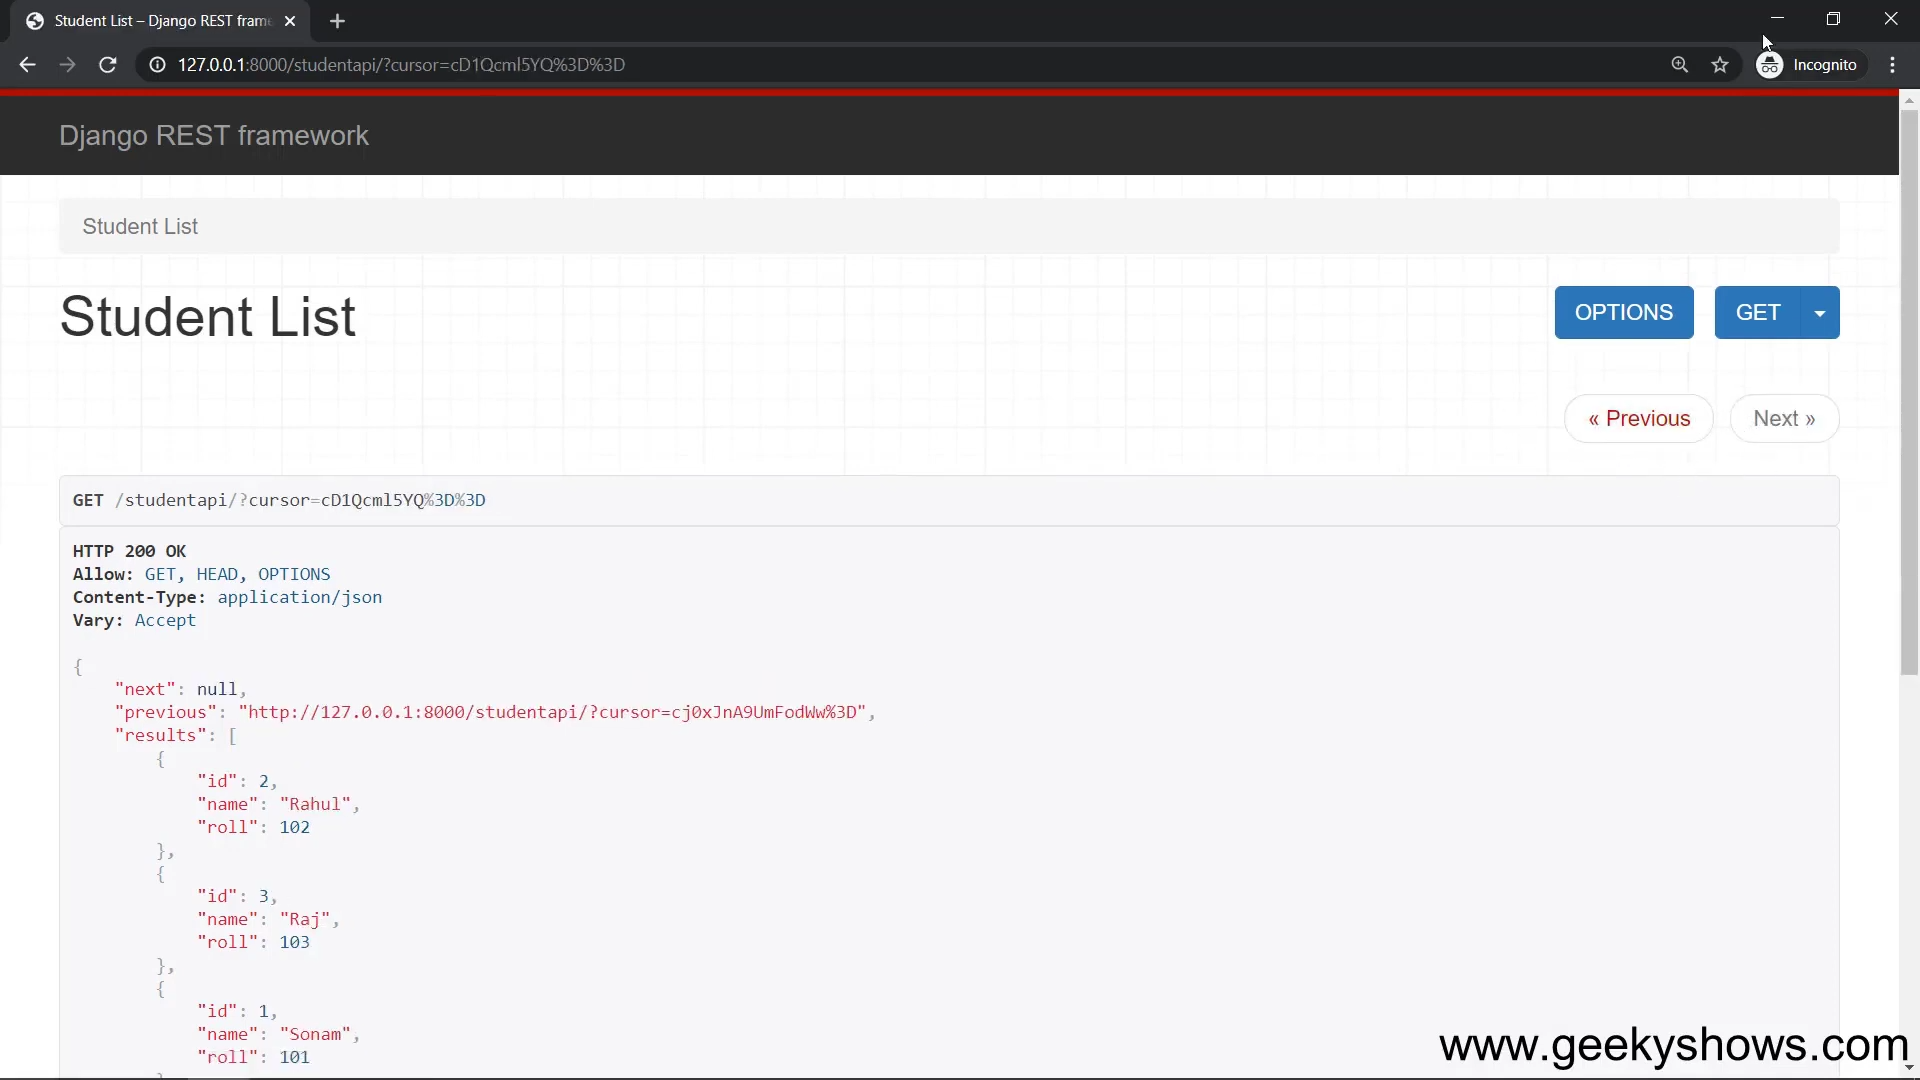 Student List – Django REST frame
127.0.0.1:8000/studentapi/?cursor=cD1Qcml5YQ%3D%3D
Incognito
Django REST framework
Student List
Student List
OPTIONS
GET
« Previous
Next »
GET /studentapi/?cursor=cD1Qcml5YQ%3D%3D
HTTP 200 OK
Allow: GET, HEAD, OPTIONS
Content-Type: application/json
Vary: Accept
{
"next": null,
"previous": "http://127.0.0.1:8000/studentapi/?cursor=cj0xJnA9UmFodWw%3D",
"results": [
{
"id": 2,
"name": "Rahul",
"roll": 102
},
{
"id": 3,
"name": "Raj",
"roll": 103
},
{
"id": 1,
"name": "Sonam",
"roll": 101
www.geekyshows.com